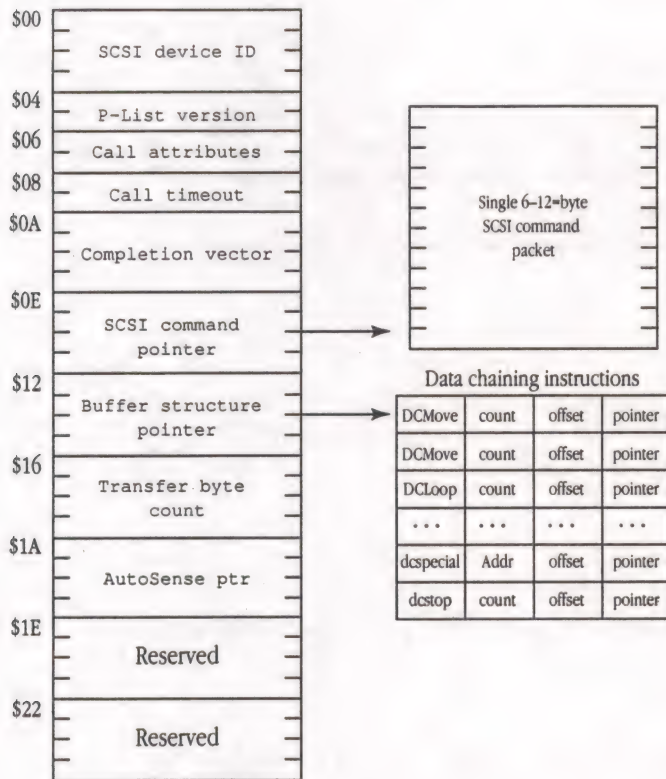 $00
SCSI device ID
$04
P-List version
$06
Call attributes
$08
Call timeout
$0A
Completion vector
$0E
SCSI command
pointer
$12
Buffer structure
pointer
$16
Transfer byte
count
$1A
AutoSense ptr
$1E
Reserved
$22
Reserved
Single 6–12=byte
SCSI command
packet
Data chaining instructions
DCMove count offset pointer
DCMove count offset pointer
DCLoop count offset pointer
... ... ... ...
dcspecial Addr offset pointer
dcstop count offset pointer